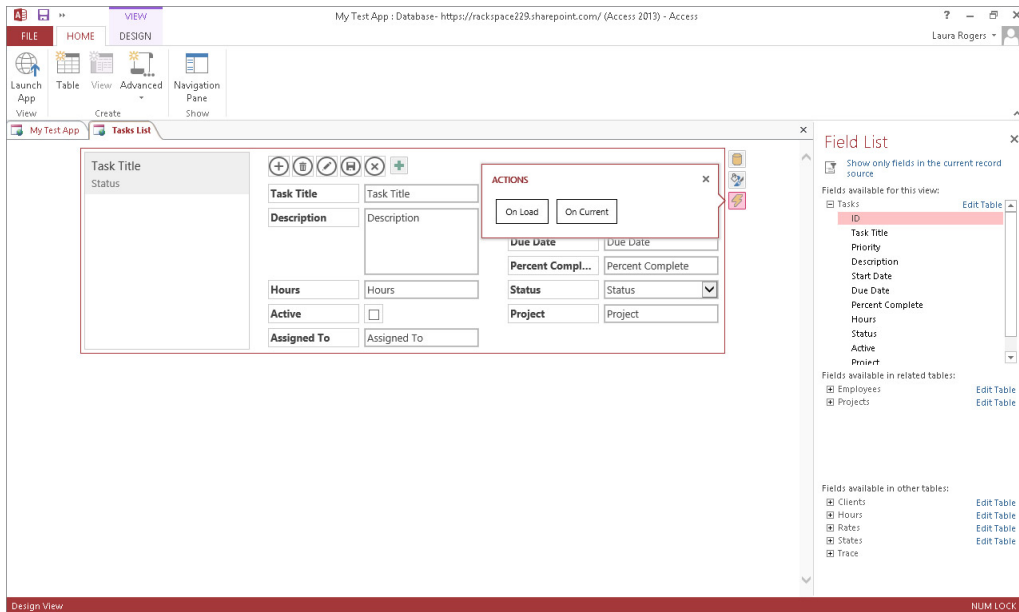 VIEW
My Test App : Database- https://rackspace229.sharepoint.com/ (Access 2013) - Access
FILE
HOME
DESIGN
Laura Rogers
Launch App
Table
View
Advanced
Navigation Pane
View
Create
Show
My Test App
Tasks List
Task Title
Status
Task Title
Task Title
Description
Description
Hours
Hours
Active
Assigned To
Assigned To
ACTIONS
On Load
On Current
Due Date
Due Date
Percent Compl...
Percent Complete
Status
Status
Project
Project
Field List
Show only fields in the current record
source
Fields available for this view:
Tasks
Edit Table
ID
Task Title
Priority
Description
Start Date
Due Date
Percent Complete
Hours
Status
Active
Project
Fields available in related tables:
Employees
Edit Table
Projects
Edit Table
Fields available in other tables:
Clients
Edit Table
Hours
Edit Table
Rates
Edit Table
States
Edit Table
Trace
Design View
NUM LOCK